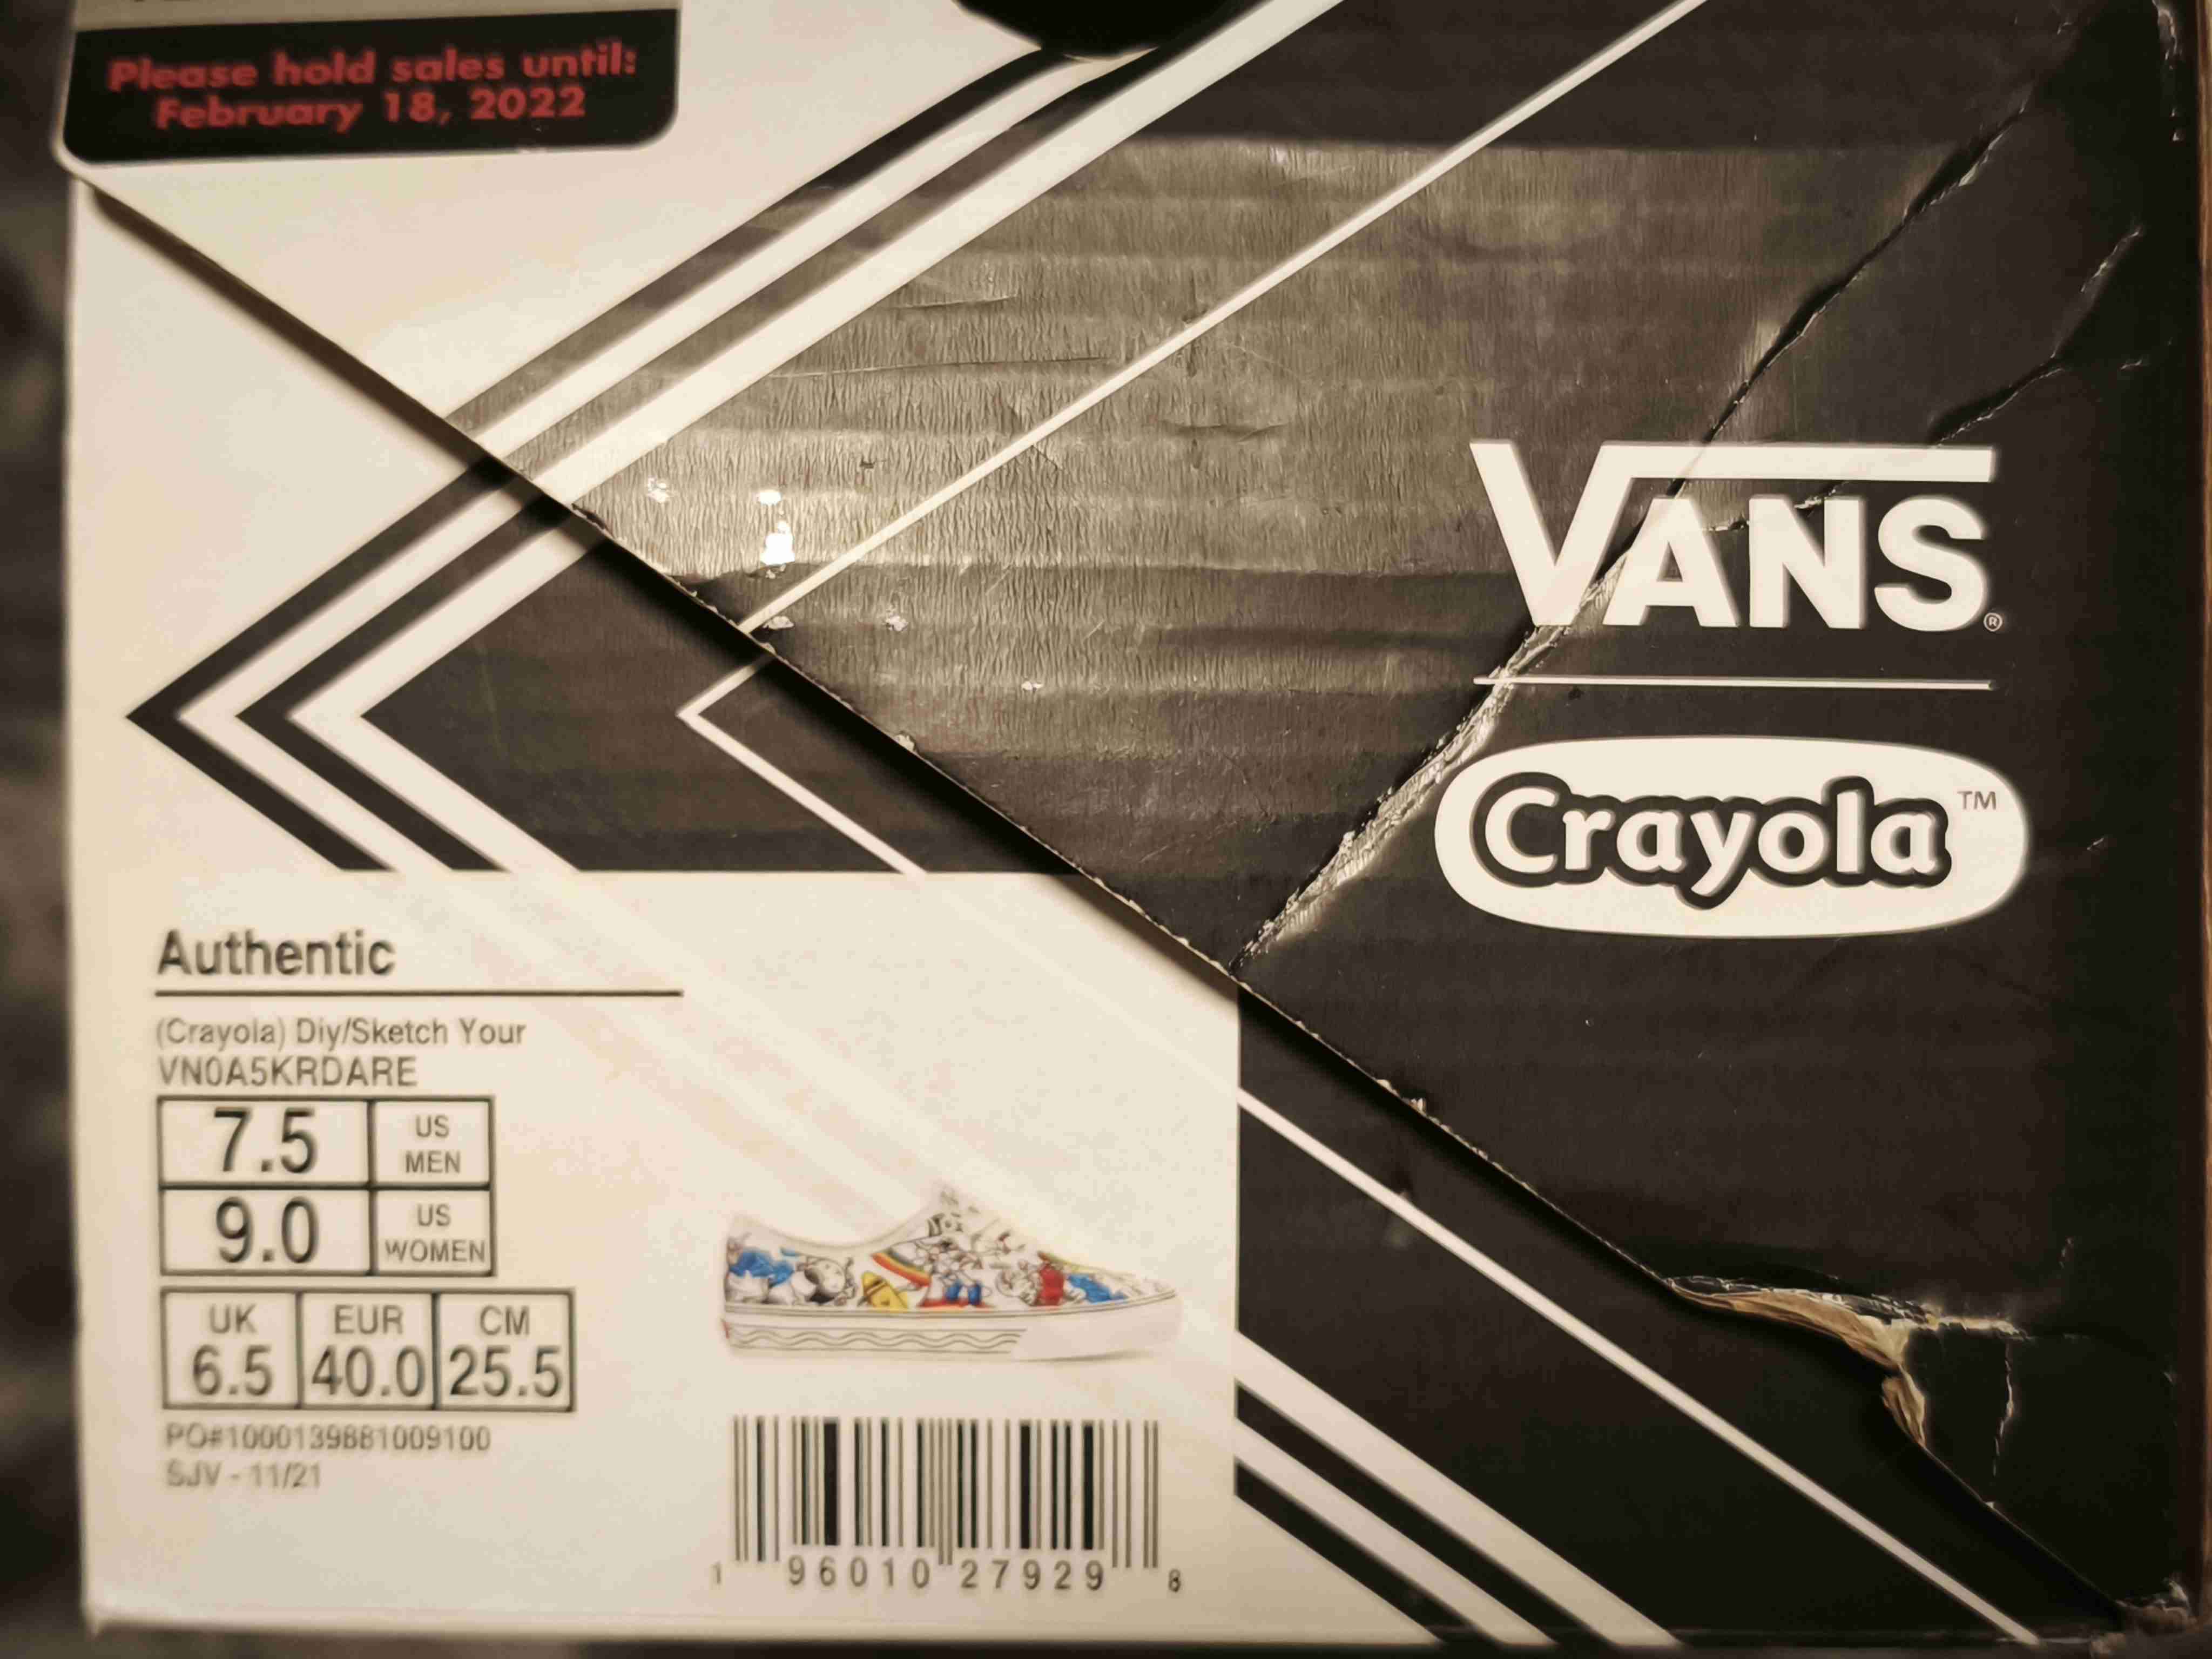 Please hold sales until:
February 18, 2022
VANS®
Crayola™
Authentic
(Crayola) Diy/Sketch Your
VN0A5KRDARE
7.5 US MEN
9.0 US WOMEN
UK EUR CM
6.5 40.0 25.5
PO#1000139881009100
SJV - 11/21
1 96010 27929 8